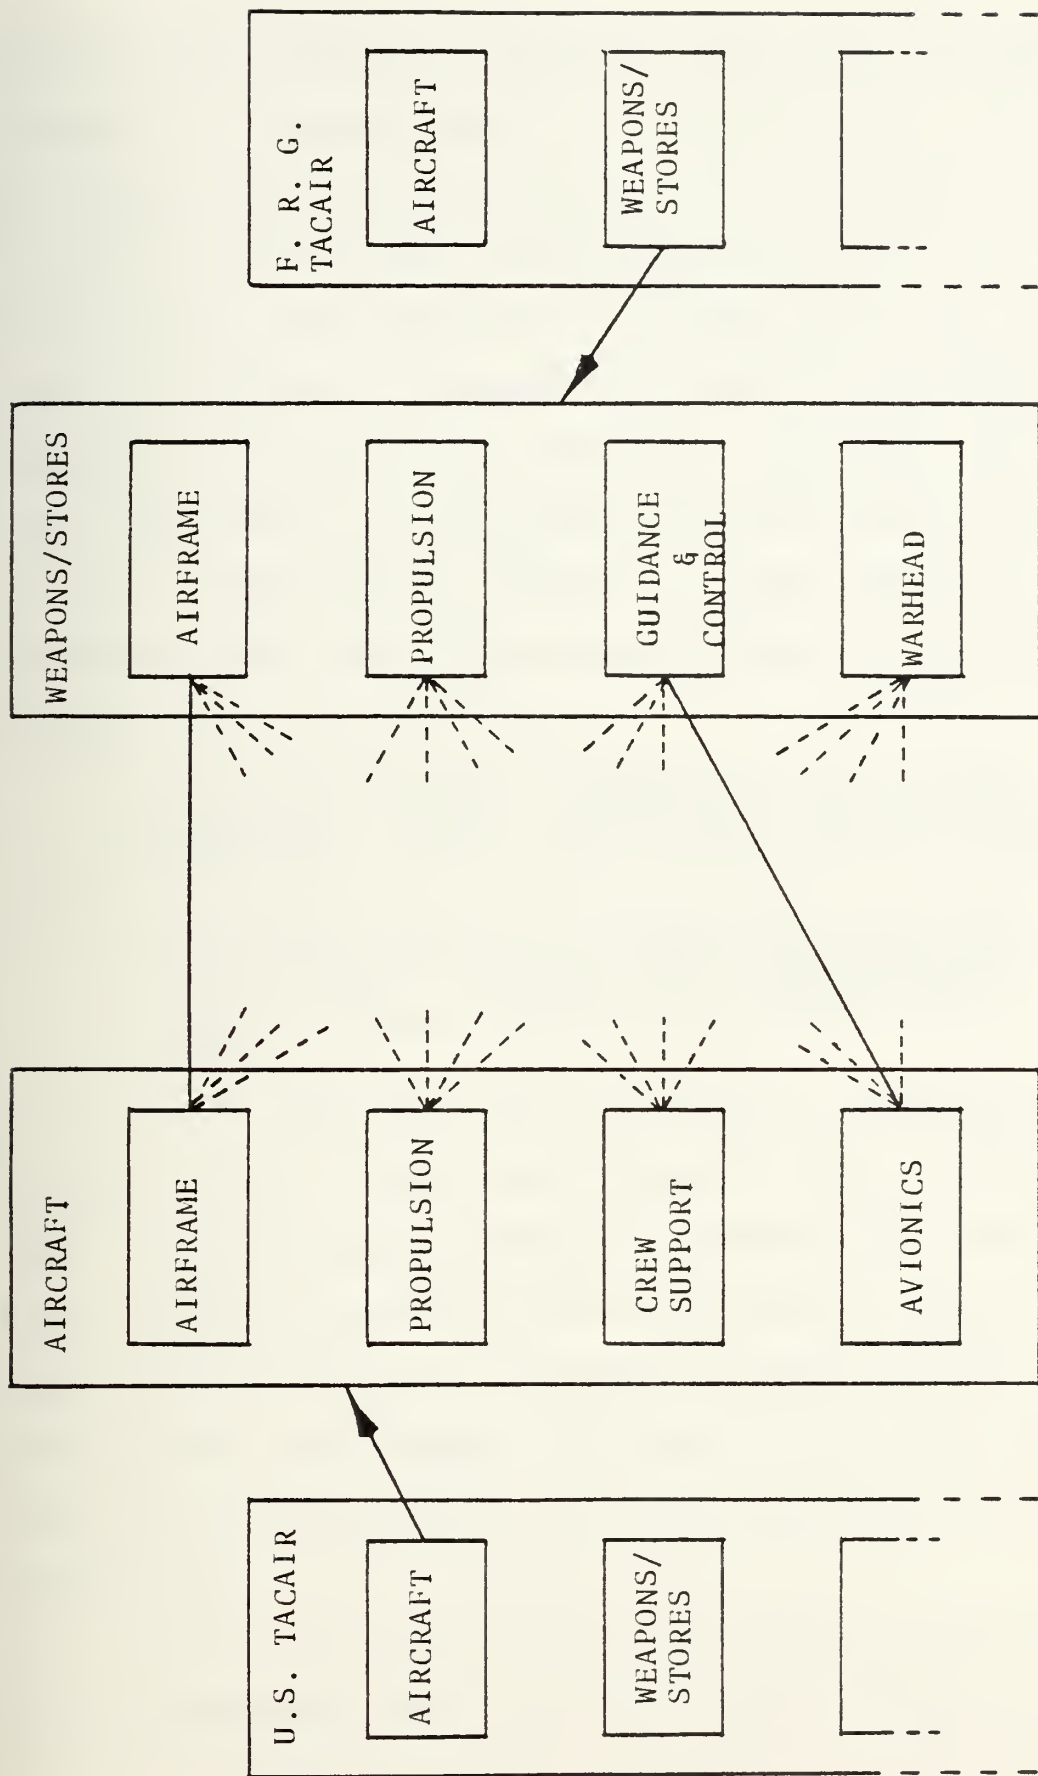 U.S. TACAIR
AIRCRAFT
WEAPONS/
STORES
AIRCRAFT
AIRFRAME
PROPULSION
CREW
SUPPORT
AVIONICS
WEAPONS/STORES
AIRFRAME
PROPULSION
GUIDANCE
&
CONTROL
WARHEAD
F. R. G.
TACAIR
AIRCRAFT
WEAPONS/
STORES